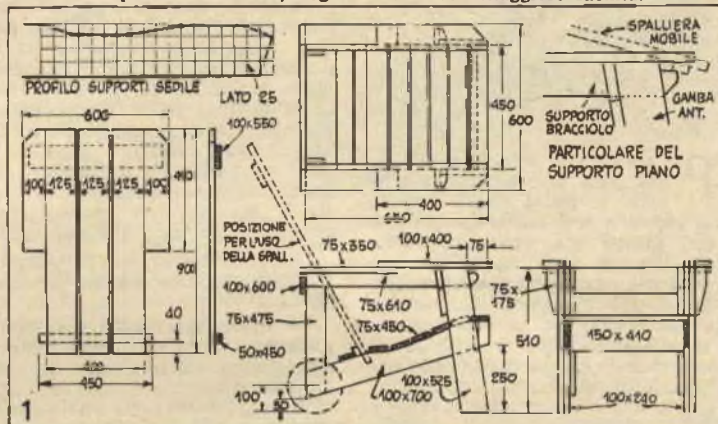 PROFILO SUPPORTI SEDILE
LATO 25
600
100x550
100
125
125
125
100
900
40
400
450
50x450
450
600
400
SPALLIERA
MOBILE
SUPPORTO
BRACCIOLO
GAMBA
ANT.
PARTICOLARE DEL
SUPPORTO PIANO
POSIZIONE
PER L'USO
DELLA SPALL.
75x350
100x400
75
100x600
75x610
75x475
75x450
100x525
100x700
100
50
250
510
75x
175
150x410
100x240
1